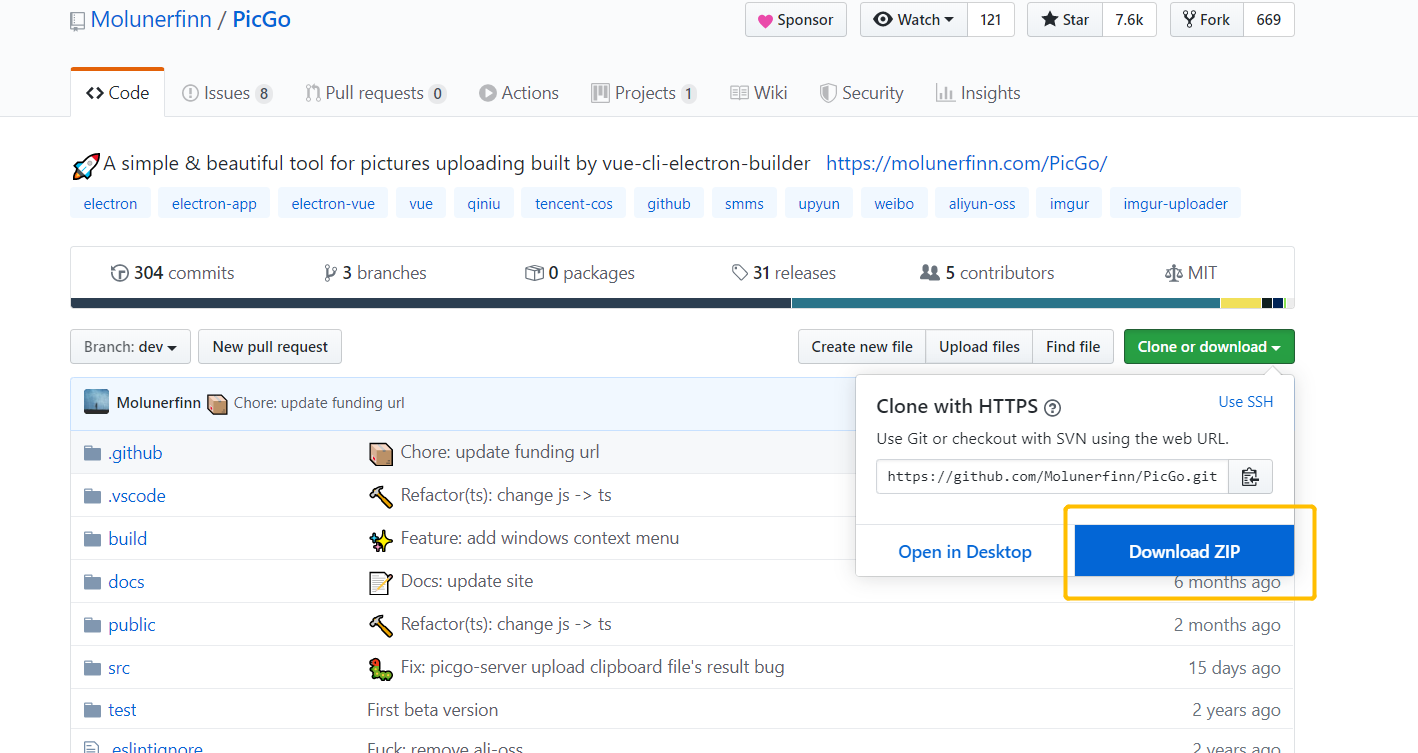 Molunerfinn / PicGo
Sponsor Watch 121 Star 7.6k Fork 669
Code Issues 8 Pull requests 0 Actions Projects 1 Wiki Security Insights
A simple & beautiful tool for pictures uploading built by vue-cli-electron-builder https://molunerfinn.com/PicGo/
electron electron-app electron-vue vue qiniu tencent-cos github smms upyun weibo aliyun-oss imgur imgur-uploader
304 commits 3 branches 0 packages 31 releases 5 contributors MIT
Branch: dev New pull request Create new file Upload files Find file Clone or download
Molunerfinn Chore: update funding url
Clone with HTTPS Use SSH
Use Git or checkout with SVN using the web URL.
https://github.com/Molunerfinn/PicGo.git
Open in Desktop Download ZIP
.github Chore: update funding url
.vscode Refactor(ts): change js -> ts
build Feature: add windows context menu
docs Docs: update site 6 months ago
public Refactor(ts): change js -> ts 2 months ago
src Fix: picgo-server upload clipboard file's result bug 15 days ago
test First beta version 2 years ago
.eslintignore Fuck: remove ali-oss 2 years ago